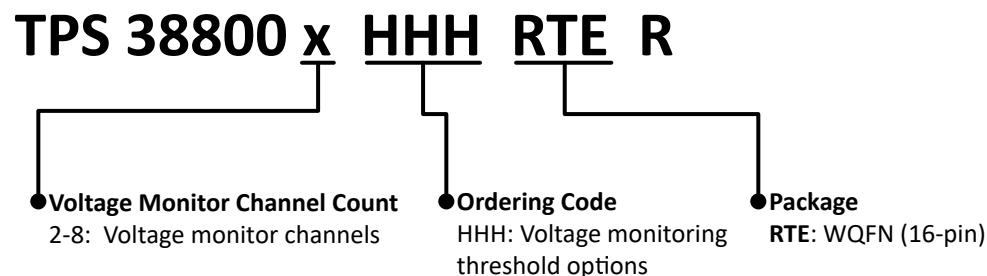 TPS 38800 x HHH RTE R
Voltage Monitor Channel Count
2-8: Voltage monitor channels
Ordering Code
HHH: Voltage monitoring
threshold options
Package
RTE: WQFN (16-pin)